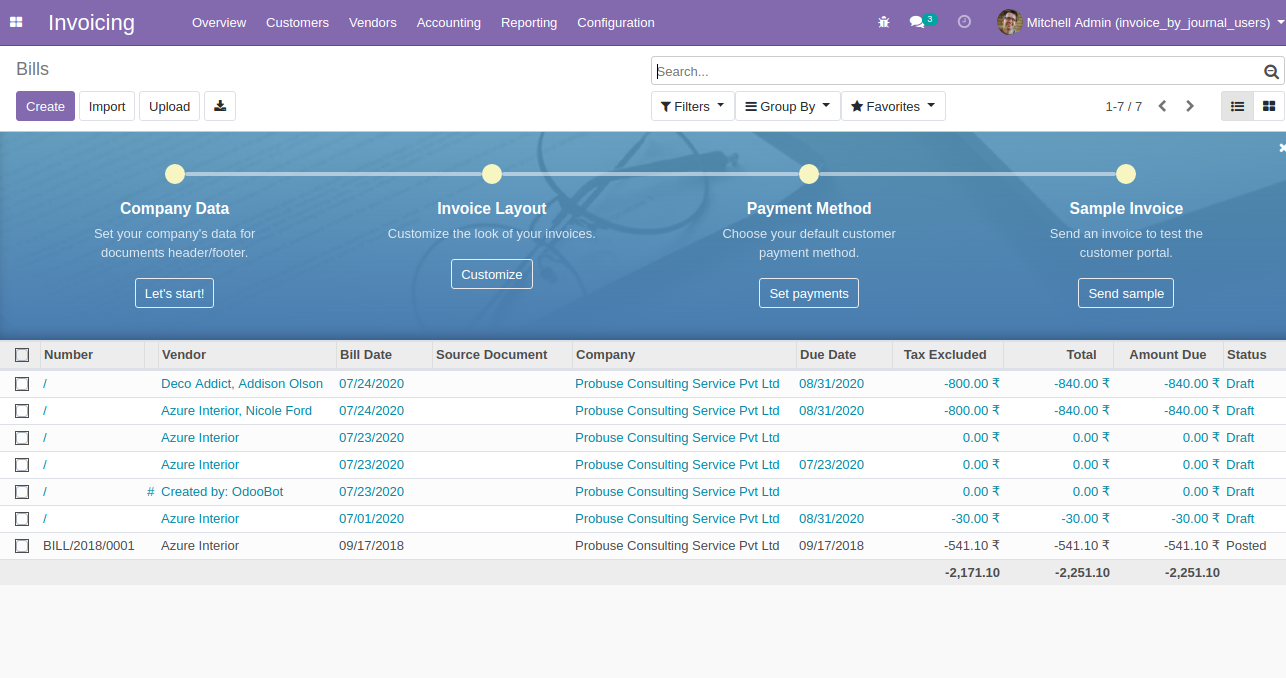 Invoicing Overview Customers Vendors Accounting Reporting Configuration 3 Mitchell Admin (invoice_by_journal_users)
Bills
Search...
Create Import Upload Filters Group By Favorites 1-7 / 7
Company Data Invoice Layout Payment Method Sample Invoice
Set your company's data for Customize the look of your invoices. Choose your default customer Send an invoice to test the
documents header/footer. payment method. customer portal.
Let's start! Customize Set payments Send sample
Number Vendor Bill Date Source Document Company Due Date Tax Excluded Total Amount Due Status
/ Deco Addict, Addison Olson 07/24/2020 Probuse Consulting Service Pvt Ltd 08/31/2020 -800.00 ₹ -840.00 ₹ -840.00 ₹ Draft
/ Azure Interior, Nicole Ford 07/24/2020 Probuse Consulting Service Pvt Ltd 08/31/2020 -800.00 ₹ -840.00 ₹ -840.00 ₹ Draft
/ Azure Interior 07/23/2020 Probuse Consulting Service Pvt Ltd 0.00 ₹ 0.00 ₹ 0.00 ₹ Draft
/ Azure Interior 07/23/2020 Probuse Consulting Service Pvt Ltd 07/23/2020 0.00 ₹ 0.00 ₹ 0.00 ₹ Draft
/ # Created by: OdooBot 07/23/2020 Probuse Consulting Service Pvt Ltd 0.00 ₹ 0.00 ₹ 0.00 ₹ Draft
/ Azure Interior 07/01/2020 Probuse Consulting Service Pvt Ltd 08/31/2020 -30.00 ₹ -30.00 ₹ -30.00 ₹ Draft
BILL/2018/0001 Azure Interior 09/17/2018 Probuse Consulting Service Pvt Ltd 09/17/2018 -541.10 ₹ -541.10 ₹ -541.10 ₹ Posted
-2,171.10 -2,251.10 -2,251.10